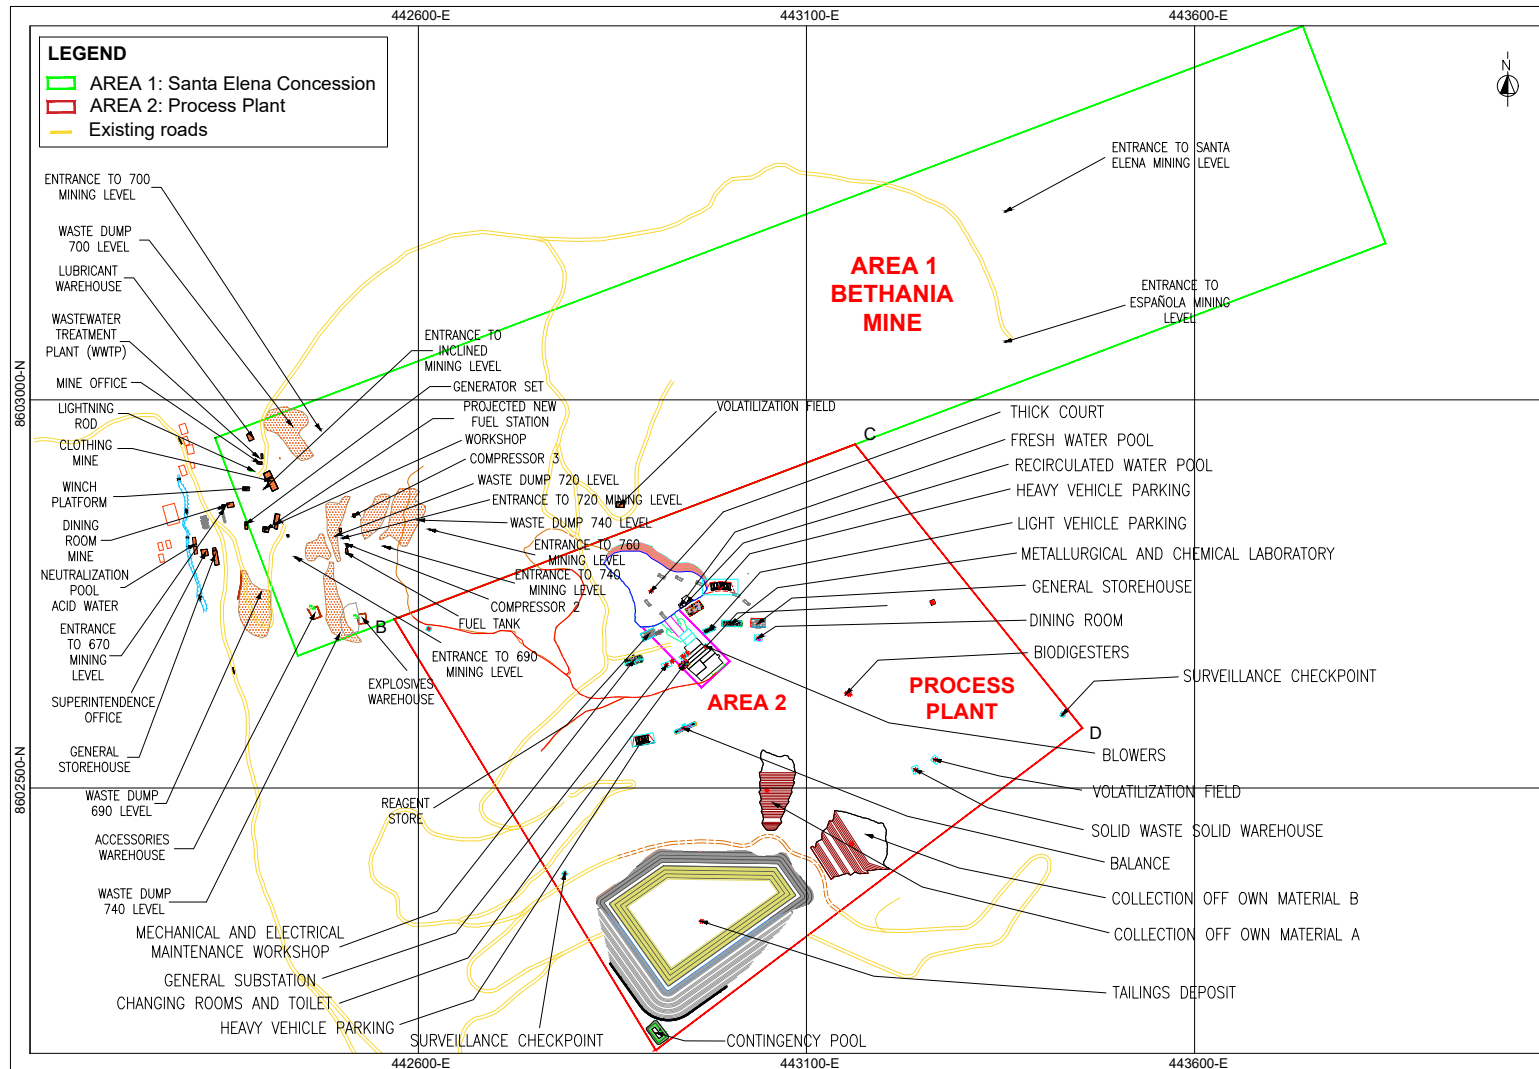 442600-E
443100-E
443600-E
LEGEND
AREA 1: Santa Elena Concession
AREA 2: Process Plant
Existing roads
N
ENTRANCE TO SANTA
ELENA MINING LEVEL
ENTRANCE TO 700
MINING LEVEL
WASTE DUMP
700 LEVEL
LUBRICANT
WAREHOUSE
WASTEWATER
TREATMENT
PLANT (WWTP)
MINE OFFICE
LIGHTNING
ROD
CLOTHING
MINE
WINCH
PLATFORM
DINING
ROOM
MINE
NEUTRALIZATION
POOL
ACID WATER
ENTRANCE
TO 670
MINING
LEVEL
SUPERINTENDENCE
OFFICE
GENERAL
STOREHOUSE
WASTE DUMP
690 LEVEL
ACCESSORIES
WAREHOUSE
WASTE DUMP
740 LEVEL
8603000-N
8602500-N
AREA 1
BETHANIA
MINE
ENTRANCE TO
ESPAÑOLA MINING
LEVEL
ENTRANCE TO
INCLINED
MINING LEVEL
GENERATOR SET
PROJECTED NEW
FUEL STATION
WORKSHOP
COMPRESSOR 3
WASTE DUMP 720 LEVEL
ENTRANCE TO 720 MINING LEVEL
WASTE DUMP 740 LEVEL
ENTRANCE TO 760
MINING LEVEL
ENTRANCE TO 740
MINING LEVEL
COMPRESSOR 2
FUEL TANK
ENTRANCE TO 690
MINING LEVEL
EXPLOSIVES
WAREHOUSE
B
VOLATILIZATION FIELD
C
THICK COURT
FRESH WATER POOL
RECIRCULATED WATER POOL
HEAVY VEHICLE PARKING
LIGHT VEHICLE PARKING
METALLURGICAL AND CHEMICAL LABORATORY
GENERAL STOREHOUSE
DINING ROOM
BIODIGESTERS
SURVEILLANCE CHECKPOINT
AREA 2
PROCESS
PLANT
D
BLOWERS
VOLATILIZATION FIELD
SOLID WASTE SOLID WAREHOUSE
BALANCE
COLLECTION OFF OWN MATERIAL B
COLLECTION OFF OWN MATERIAL A
TAILINGS DEPOSIT
REAGENT
STORE
MECHANICAL AND ELECTRICAL
MAINTENANCE WORKSHOP
GENERAL SUBSTATION
CHANGING ROOMS AND TOILET
HEAVY VEHICLE PARKING
SURVEILLANCE CHECKPOINT
CONTINGENCY POOL
442600-E
443100-E
443600-E